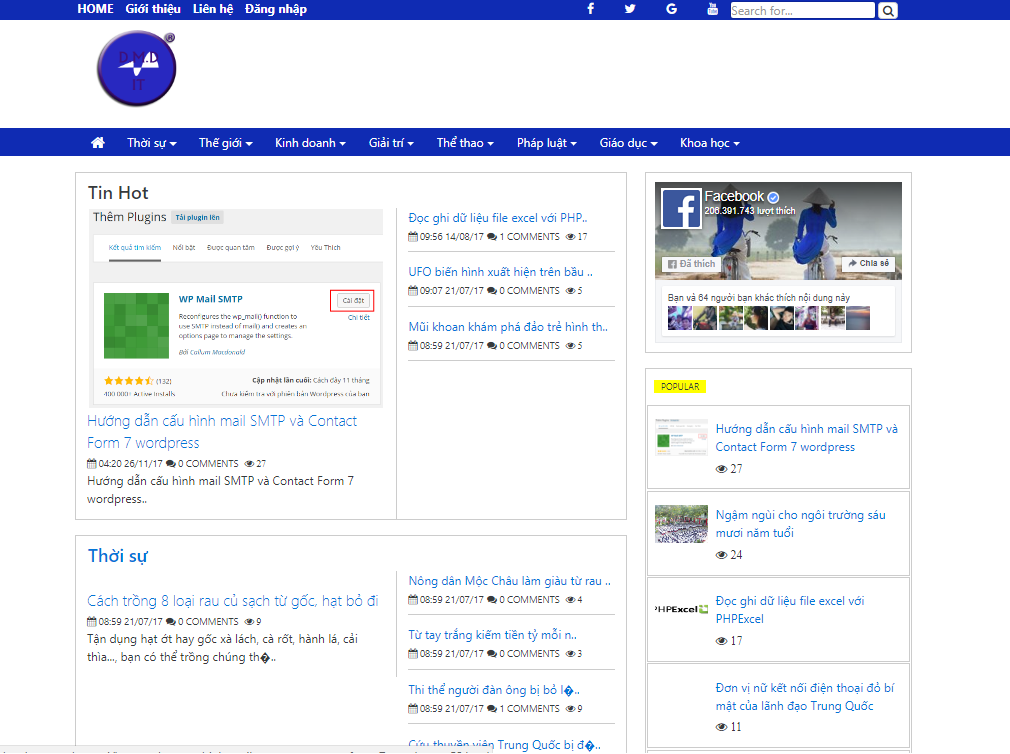 HOME Giới thiệu Liên hệ Đăng nhập
Search for...
D.M.D
IT
®
Thời sự Thế giới Kinh doanh Giải trí Thể thao Pháp luật Giáo dục Khoa học
Tin Hot
Thêm Plugins Tải plugin lên
Kết quả tìm kiếm Nổi bật Được quan tâm Được gợi ý Yêu Thích
WP Mail SMTP
Cài đặt
Chi tiết
Reconfigures the wp_mail() function to
use SMTP instead of mail() and creates an
options page to manage the settings.
Bởi Callum Macdonald
(132)
Cập nhật lần cuối: Cách đây 11 tháng
400.000+ Active Installs
Chưa kiểm tra với phiên bản Wordpress của bạn
Hướng dẫn cấu hình mail SMTP và Contact
Form 7 wordpress
04:20 26/11/17 0 COMMENTS 27
Hướng dẫn cấu hình mail SMTP và Contact Form 7
wordpress..
Đọc ghi dữ liệu file excel với PHP..
09:56 14/08/17 1 COMMENTS 17
UFO biến hình xuất hiện trên bầu ..
09:07 21/07/17 0 COMMENTS 5
Mũi khoan khám phá đảo trẻ hình th..
08:59 21/07/17 0 COMMENTS 5
Thời sự
Cách trồng 8 loại rau củ sạch từ gốc, hạt bỏ đi
08:59 21/07/17 0 COMMENTS 9
Tận dụng hạt ớt hay gốc xà lách, cà rốt, hành lá, cải
thìa..., bạn có thể trồng chúng th�..
Nông dân Mộc Châu làm giàu từ rau ..
08:59 21/07/17 0 COMMENTS 4
Từ tay trắng kiếm tiền tỷ mỗi n..
08:59 21/07/17 0 COMMENTS 3
Thi thể người đàn ông bị bỏ l�..
08:59 21/07/17 1 COMMENTS 9
Cứu thuyền viên Trung Quốc bị đ�..
Facebook
206.391.743 lượt thích
Đã thích
Chia sẻ
Bạn và 64 người bạn khác thích nội dung này
POPULAR
Hướng dẫn cấu hình mail SMTP và
Contact Form 7 wordpress
27
Ngậm ngùi cho ngôi trường sáu
mươi năm tuổi
24
PHPExcel
Đọc ghi dữ liệu file excel với
PHPExcel
17
Đơn vị nữ kết nối điện thoại đỏ bí
mật của lãnh đạo Trung Quốc
11